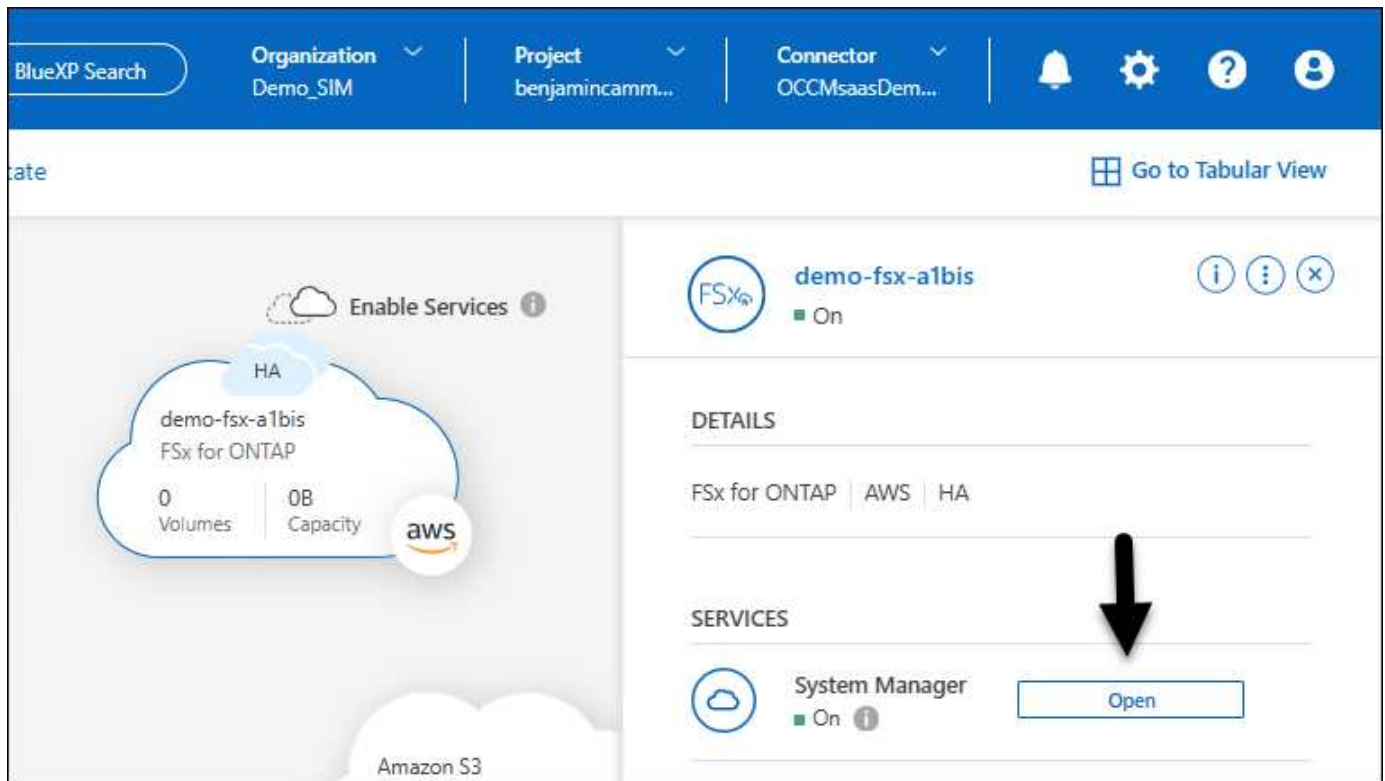 BlueXP Search
Organization
Demo_SIM
Project
benjamincamm...
Connector
OCCMsaasDem...
?
Go to Tabular View
Enable Services i
HA
demo-fsx-a1bis
FSx for ONTAP
0
Volumes
0B
Capacity
aws
Amazon S3
FSx
demo-fsx-a1bis
On
i
DETAILS
FSx for ONTAP | AWS | HA
SERVICES
System Manager
On i
Open